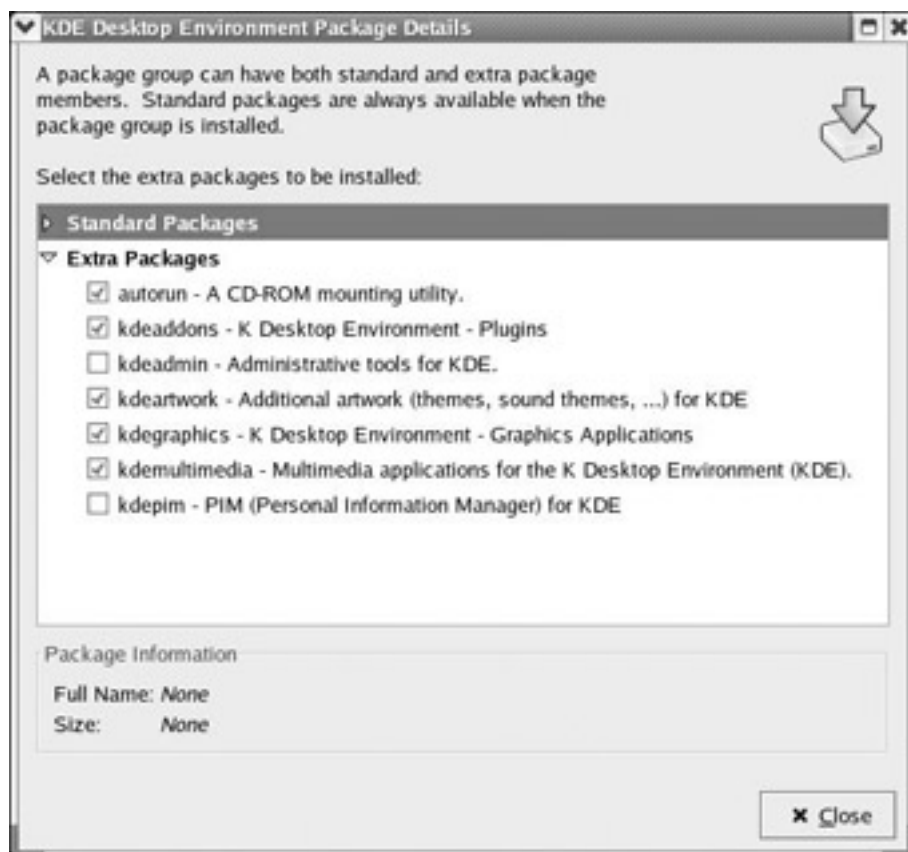 KDE Desktop Environment Package Details
A package group can have both standard and extra package
members. Standard packages are always available when the
package group is installed.
Select the extra packages to be installed:
Standard Packages
Extra Packages
autorun - A CD-ROM mounting utility.
kdeaddons - K Desktop Environment - Plugins
kdeadmin - Administrative tools for KDE.
kdeartwork - Additional artwork (themes, sound themes, ...) for KDE
kdegraphics - K Desktop Environment - Graphics Applications
kdemultimedia - Multimedia applications for the K Desktop Environment (KDE).
kdepim - PIM (Personal Information Manager) for KDE
Package Information
Full Name: None
Size: None
Close